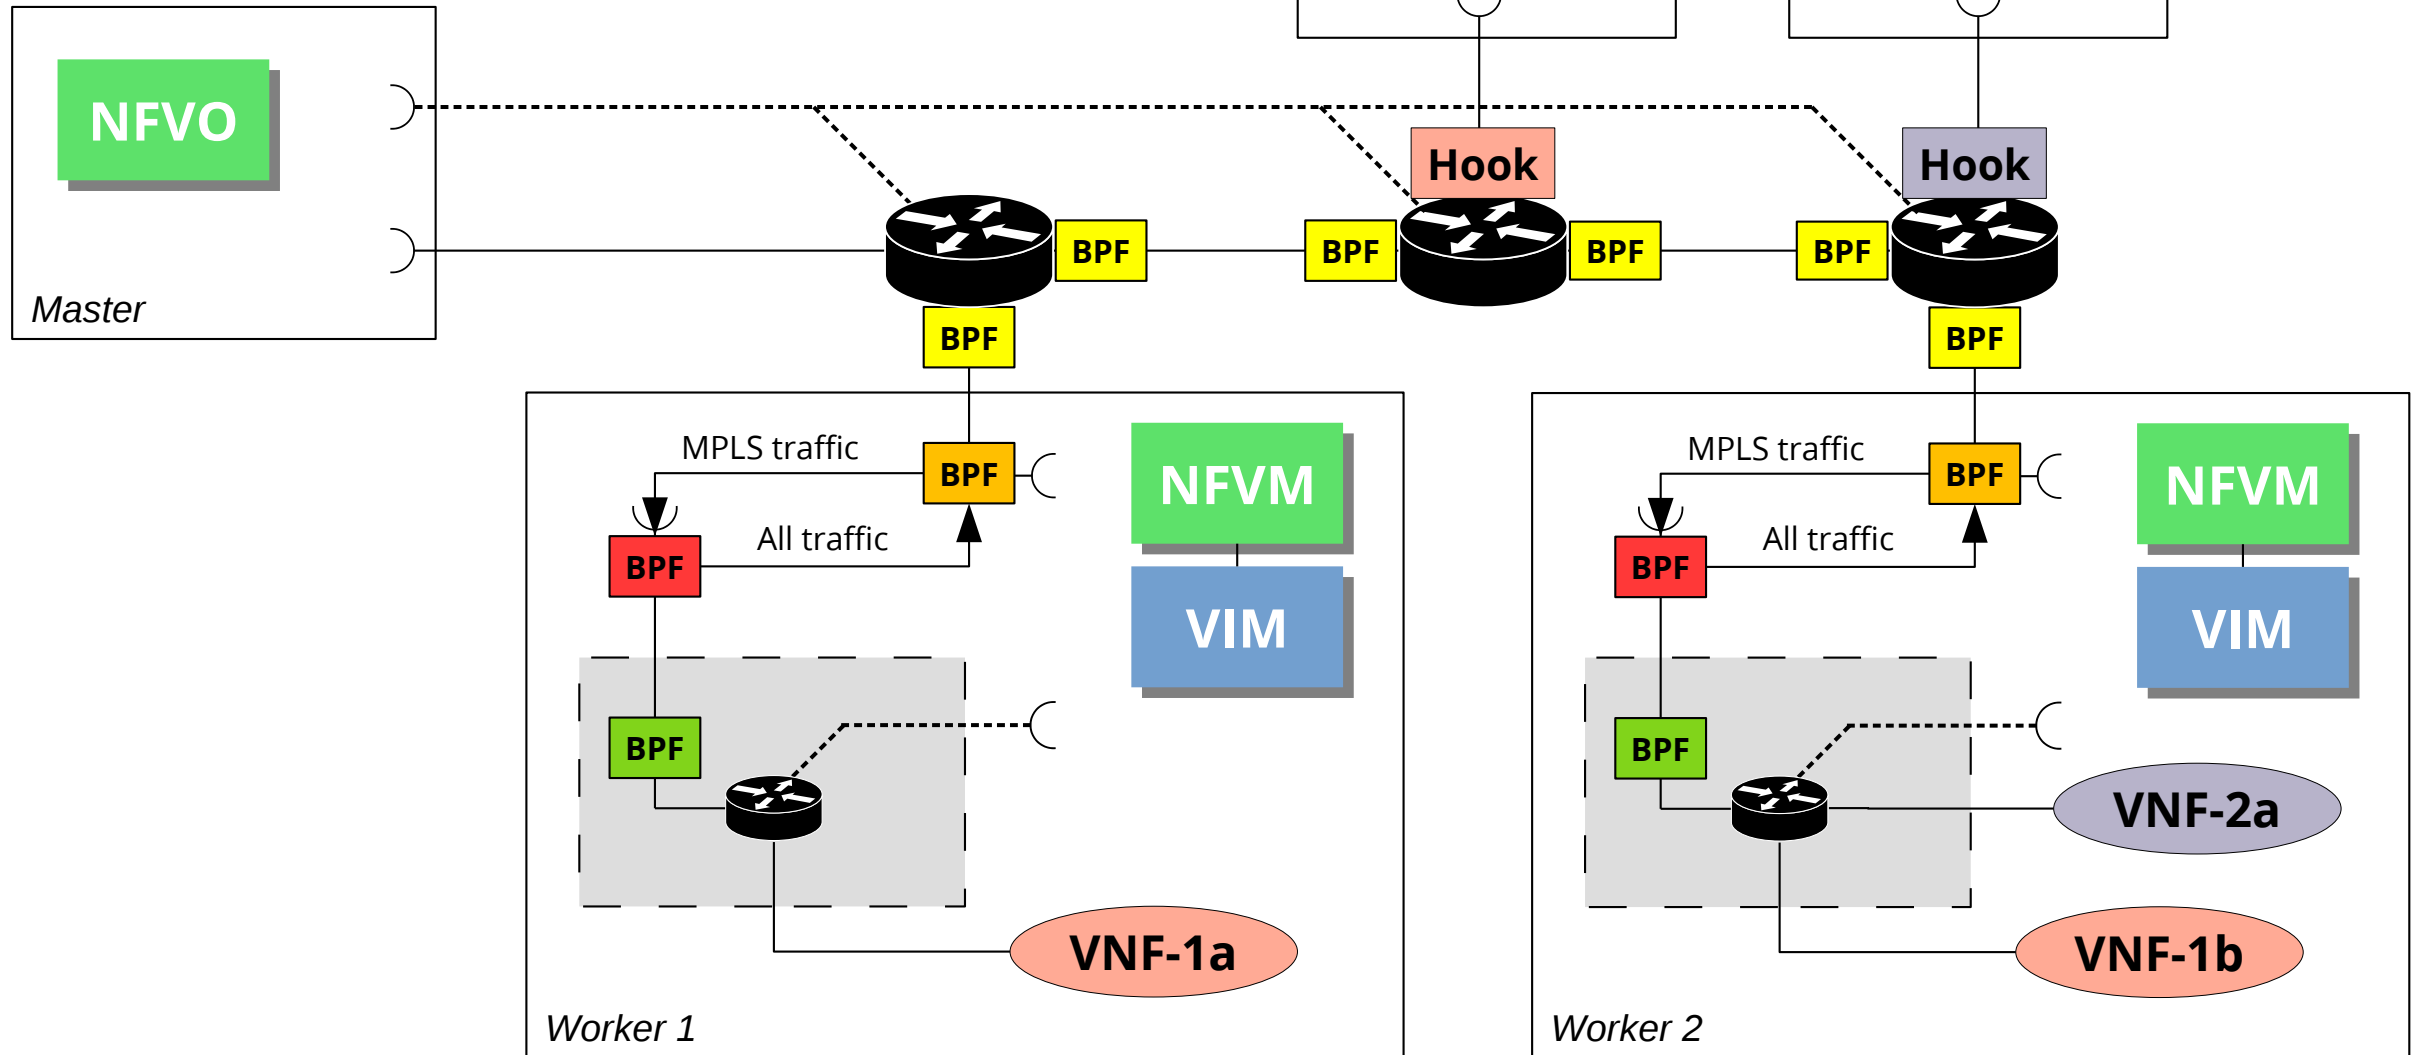 NFVO
Master
Hook
Hook
BPF
BPF
BPF
BPF
BPF
BPF
MPLS traffic
BPF
All traffic
BPF
BPF
NFVM
VIM
VNF-1a
Worker 1
MPLS traffic
BPF
All traffic
BPF
BPF
NFVM
VIM
VNF-2a
VNF-1b
Worker 2